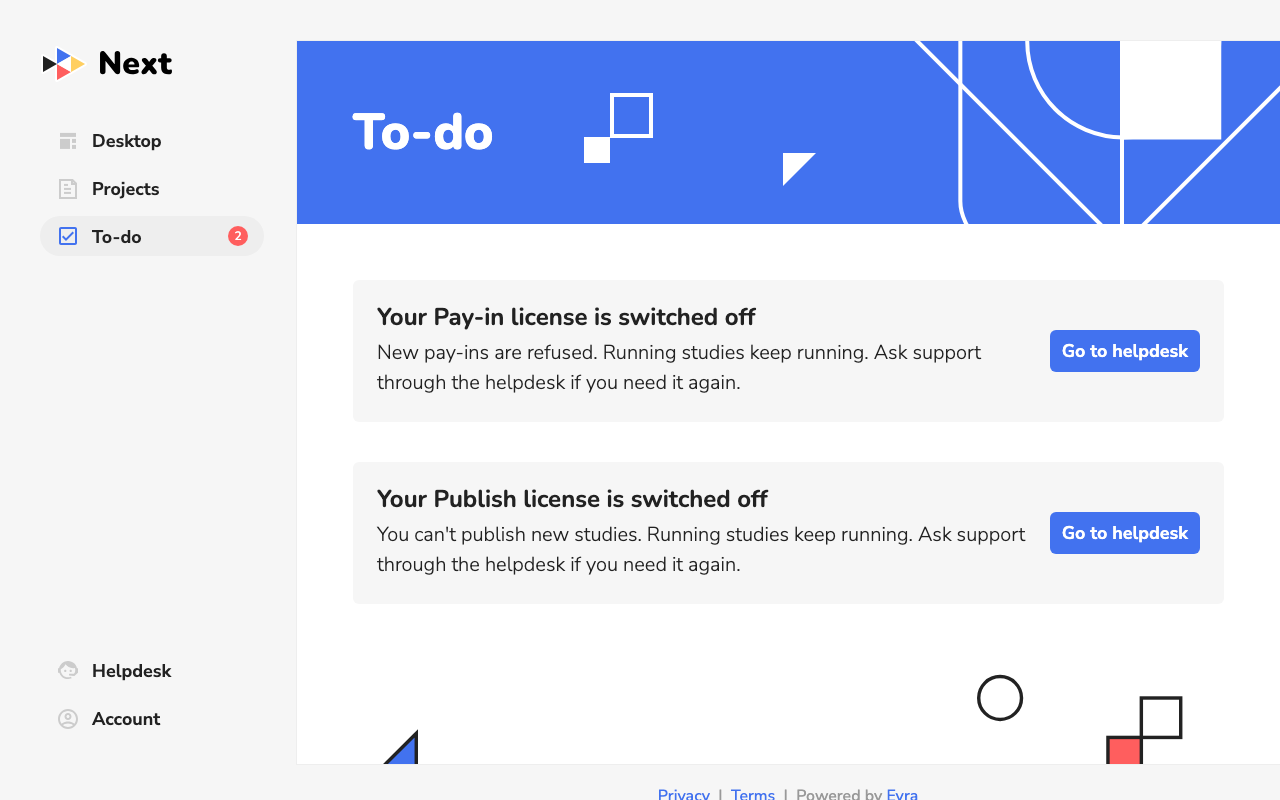 Next
Desktop
Projects
To-do
2
Helpdesk
Account
To-do
Your Pay-in license is switched off
New pay-ins are refused. Running studies keep running. Ask support
through the helpdesk if you need it again.
Go to helpdesk
Your Publish license is switched off
You can't publish new studies. Running studies keep running. Ask support
through the helpdesk if you need it again.
Go to helpdesk
Privacy | Terms | Powered by Eyra